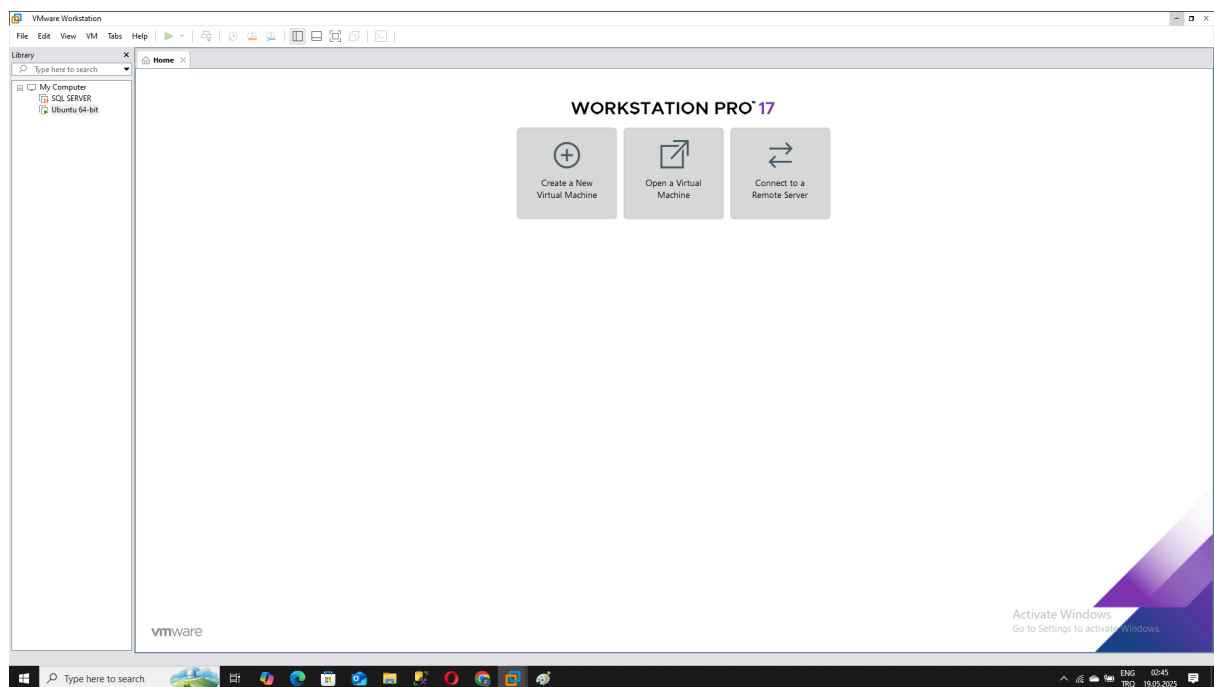 VMware Workstation
File Edit View VM Tabs Help
Library
Home
Type here to search
My Computer
SQL SERVER
Ubuntu 64-bit
WORKSTATION PRO™ 17
Create a New
Virtual Machine
Open a Virtual
Machine
Connect to a
Remote Server
vmware
Activate Windows
Go to Settings to activate Windows.
Type here to search
ENG
TRQ
02:45
19.05.2025